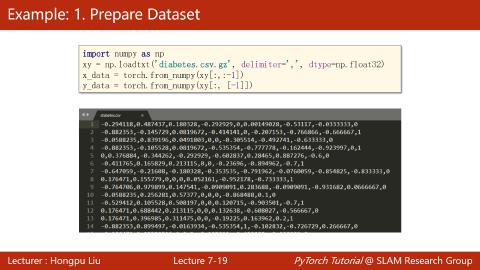 Example: 1. Prepare Dataset
import numpy as np
xy = np.loadtxt('diabetes.csv.gz', delimiter=',', dtype=np.float32)
x_data = torch.from_numpy(xy[:,:-1])
y_data = torch.from_numpy(xy[:, [-1]])
diabetes.csv
1 -0.294118,0.487437,0.180328,-0.292929,0,0.00149028,-0.53117,-0.0333333,0
2 -0.882353,-0.145729,0.0819672,-0.414141,0,-0.207153,-0.766866,-0.666667,1
3 -0.0588235,0.839196,0.0491803,0,0,-0.305514,-0.492741,-0.633333,0
4 -0.882353,-0.105528,0.0819672,-0.535354,-0.777778,-0.162444,-0.923997,0,1
5 0,0.376884,-0.344262,-0.292929,-0.602837,0.28465,0.887276,-0.6,0
6 -0.411765,0.165829,0.213115,0,0,-0.23696,-0.894962,-0.7,1
7 -0.647059,-0.21608,-0.180328,-0.353535,-0.791962,-0.0760059,-0.854825,-0.833333,0
8 0.176471,0.155779,0,0,0,0.052161,-0.952178,-0.733333,1
9 -0.764706,0.979899,0.147541,-0.0909091,0.283688,-0.0909091,-0.931682,0.0666667,0
10 -0.0588235,0.256281,0.57377,0,0,0,-0.868488,0.1,0
11 -0.529412,0.105528,0.508197,0,0,0.120715,-0.903501,-0.7,1
12 0.176471,0.688442,0.213115,0,0,0.132638,-0.608027,-0.566667,0
13 0.176471,0.396985,0.311475,0,0,-0.19225,0.163962,0.2,1
14 -0.882353,0.899497,-0.0163934,-0.535354,1,-0.102832,-0.726729,0.266667,0
Lecturer : Hongpu Liu
Lecture 7-19
PyTorch Tutorial @ SLAM Research Group